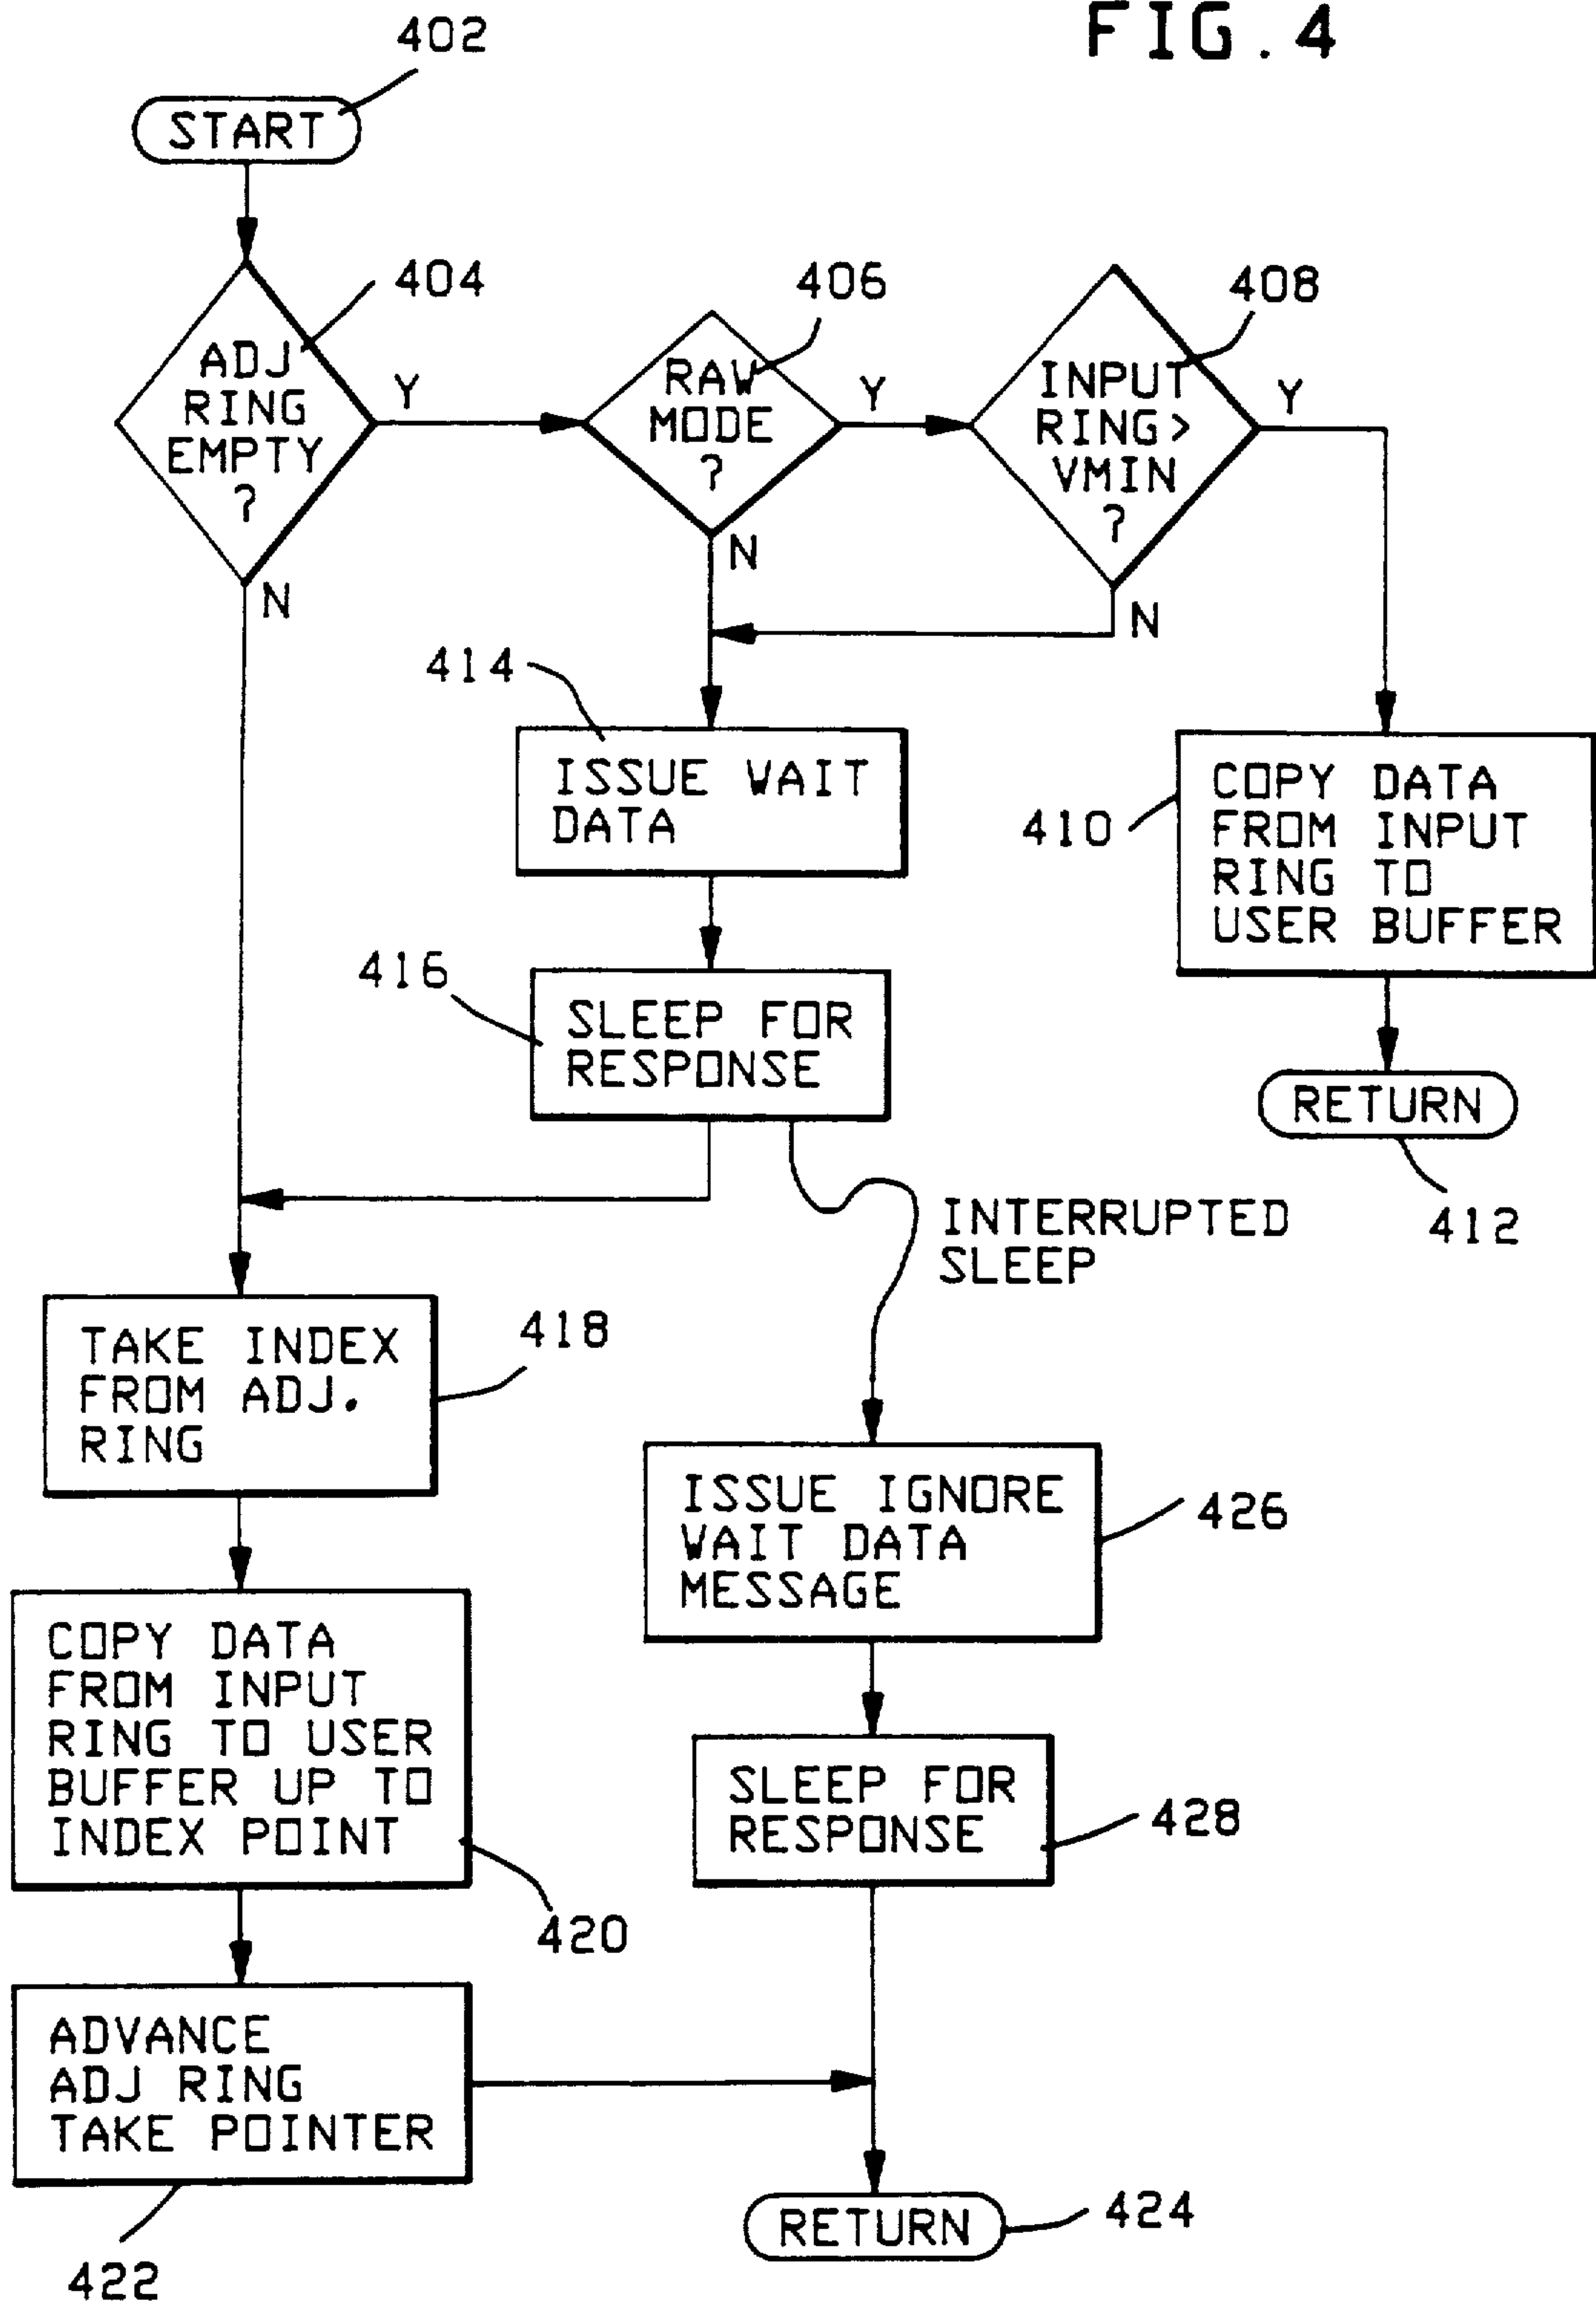 FIG.4
402
START
404
ADJ
RING
EMPTY
?
Y
N
406
RAW
MODE
?
Y
N
408
INPUT
RING>
VMIN
?
Y
N
414
ISSUE WAIT
DATA
410
COPY DATA
FROM INPUT
RING TO
USER BUFFER
416
SLEEP FOR
RESPONSE
RETURN
412
INTERRUPTED
SLEEP
418
TAKE INDEX
FROM ADJ.
RING
426
ISSUE IGNORE
WAIT DATA
MESSAGE
COPY DATA
FROM INPUT
RING TO USER
BUFFER UP TO
INDEX POINT
420
SLEEP FOR
RESPONSE
428
ADVANCE
ADJ RING
TAKE POINTER
422
RETURN
424